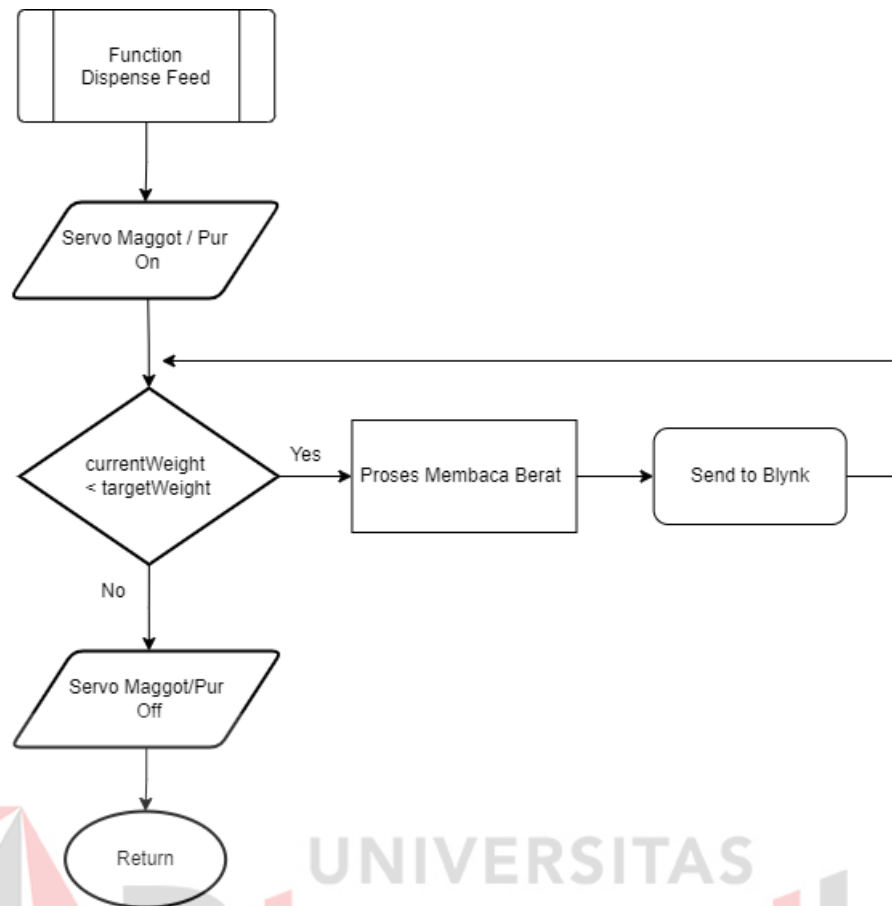 Function
Dispense Feed
Servo Maggot / Pur
On
currentWeight
< targetWeight
Yes
Proses Membaca Berat
Send to Blynk
No
Servo Maggot/Pur
Off
Return
UNIVERSITAS